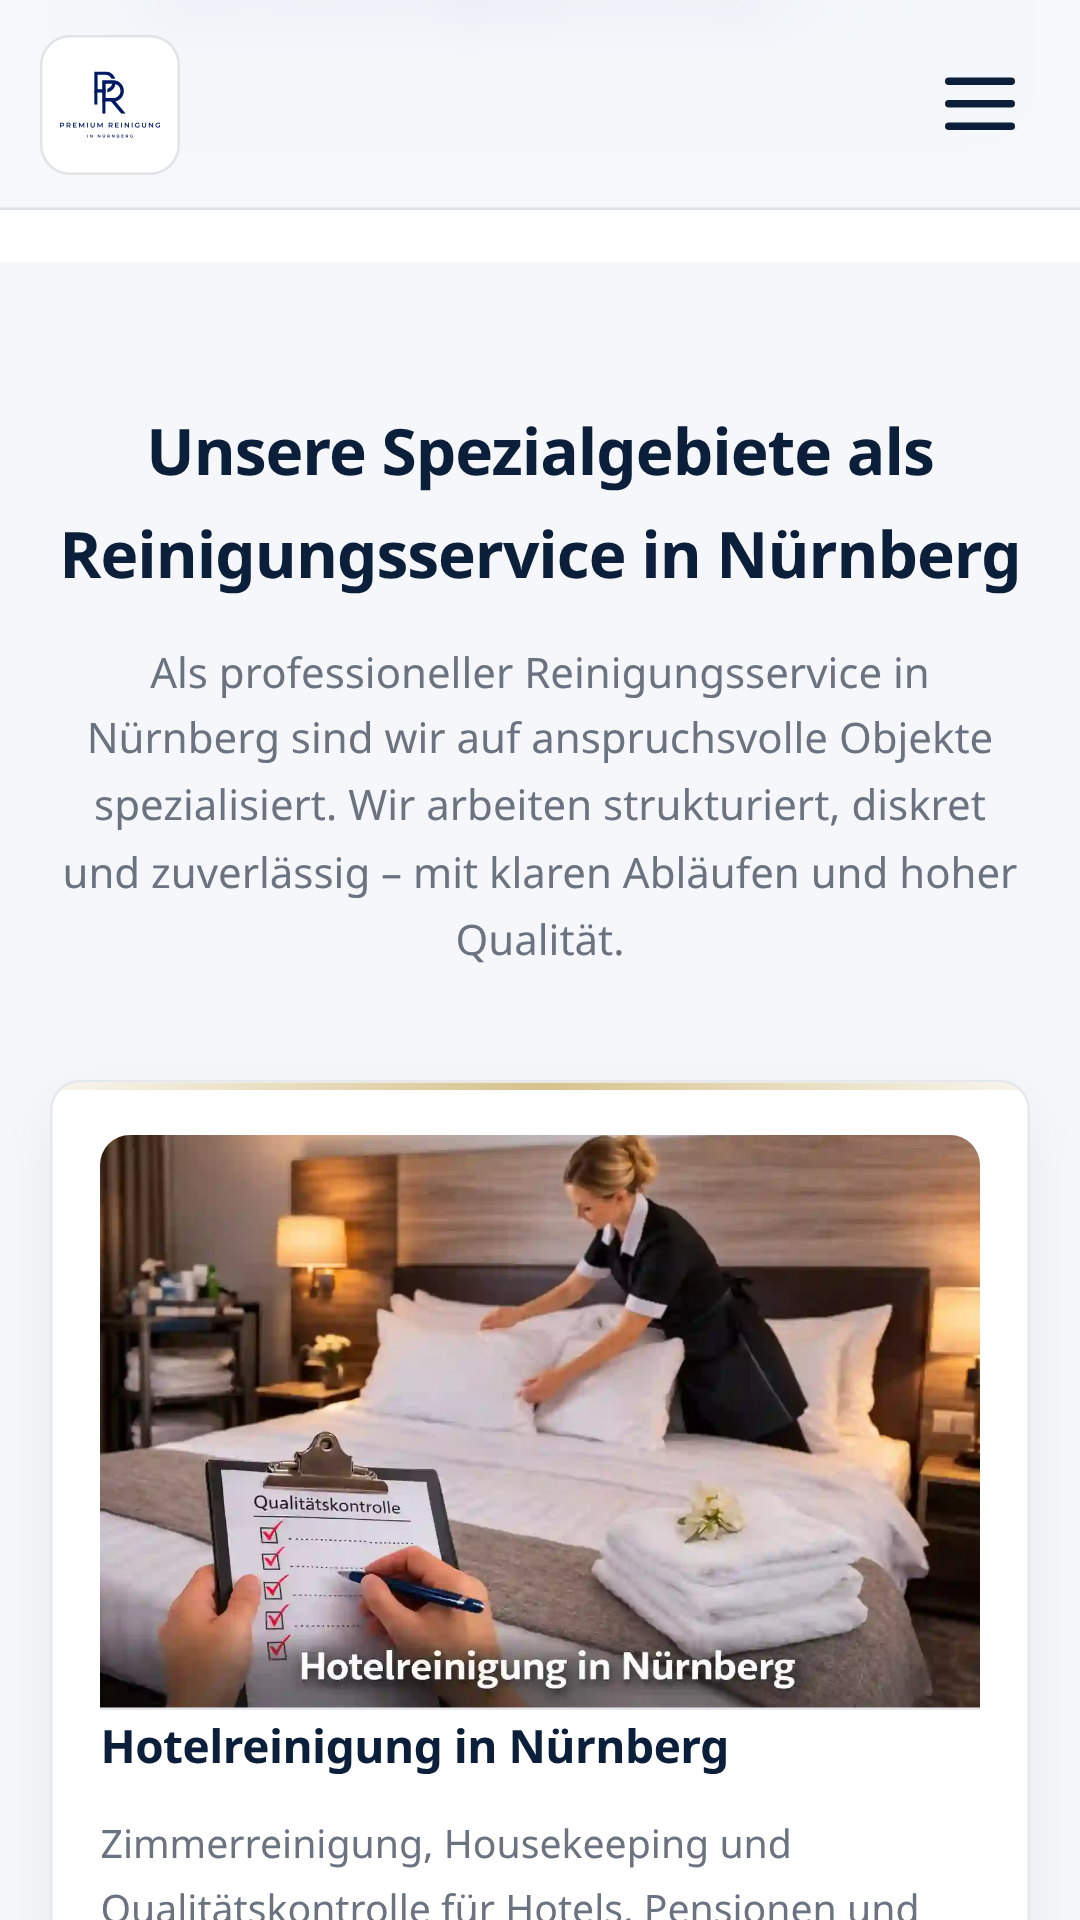 PR
PREMIUM REINIGUNG
IN NÜRNBERG
Unsere Spezialgebiete als
Reinigungsservice in Nürnberg
Als professioneller Reinigungsservice in
Nürnberg sind wir auf anspruchsvolle Objekte
spezialisiert. Wir arbeiten strukturiert, diskret
und zuverlässig – mit klaren Abläufen und hoher
Qualität.
Qualitätskontrolle
Hotelreinigung in Nürnberg
Hotelreinigung in Nürnberg
Zimmerreinigung, Housekeeping und
Qualitätskontrolle für Hotels, Pensionen und